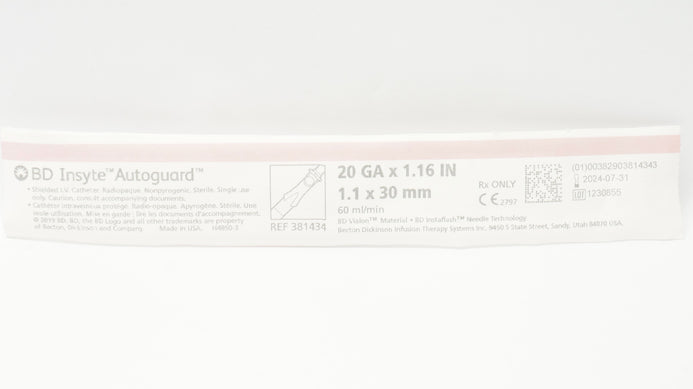 BD Insyte™ Autoguard™
• Shielded I.V. Catheter. Radiopaque. Nonpyrogenic. Sterile. Single use
only. Caution, consult accompanying documents.
• Cathéter intraveineux protégé. Radio-opaque. Apyrogène. Stérile. Une
seule utilisation. Mise en garde : lire les documents d'accompagnement.
© 2015 BD. BD, the BD Logo and all other trademarks are property
of Becton, Dickinson and Company. Made in USA.
REF 381434
20 GA x 1.16 IN
1.1 x 30 mm
60 ml/min
BD Vialon™ Material • BD Instaflash™ Needle Technology
Becton Dickinson Infusion Therapy Systems Inc. 9450 S State Street, Sandy, Utah 84070 USA.
Rx ONLY
CE 2797
(01)00382903814343
2024-07-31
LOT 1230855